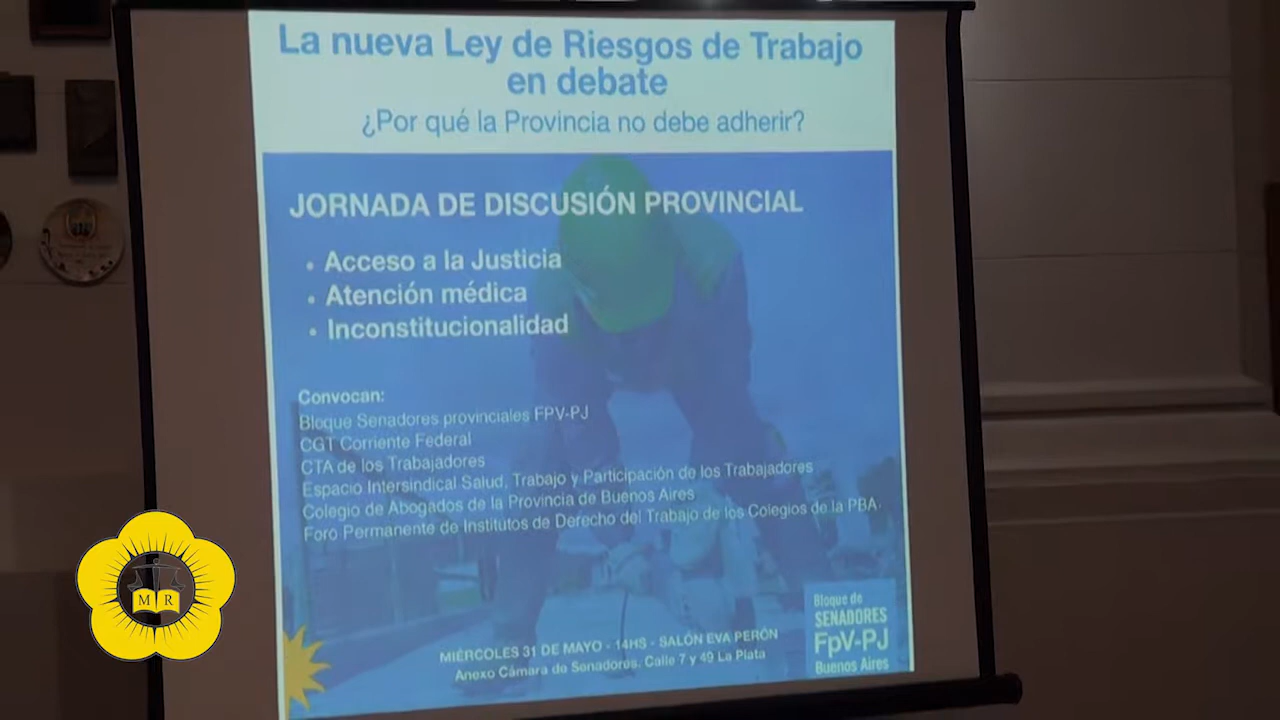 La nueva Ley de Riesgos de Trabajo
en debate
¿Por qué la Provincia no debe adherir?
JORNADA DE DISCUSIÓN PROVINCIAL
• Acceso a la Justicia
• Atención médica
• Inconstitucionalidad
Convocan:
Bloque Senadores provinciales FPV-PJ
CGT Corriente Federal
CTA de los Trabajadores
Espacio Intersindical Salud, Trabajo y Participación de los Trabajadores
Colegio de Abogados de la Provincia de Buenos Aires
Foro Permanente de Institutos de Derecho del Trabajo de los Colegios de la PBA.
MIÉRCOLES 31 DE MAYO - 14HS - SALÓN EVA PERÓN
Anexo Cámara de Senadores. Calle 7 y 49 La Plata
Bloque de
SENADORES
FpV-PJ
Buenos Aires
M R